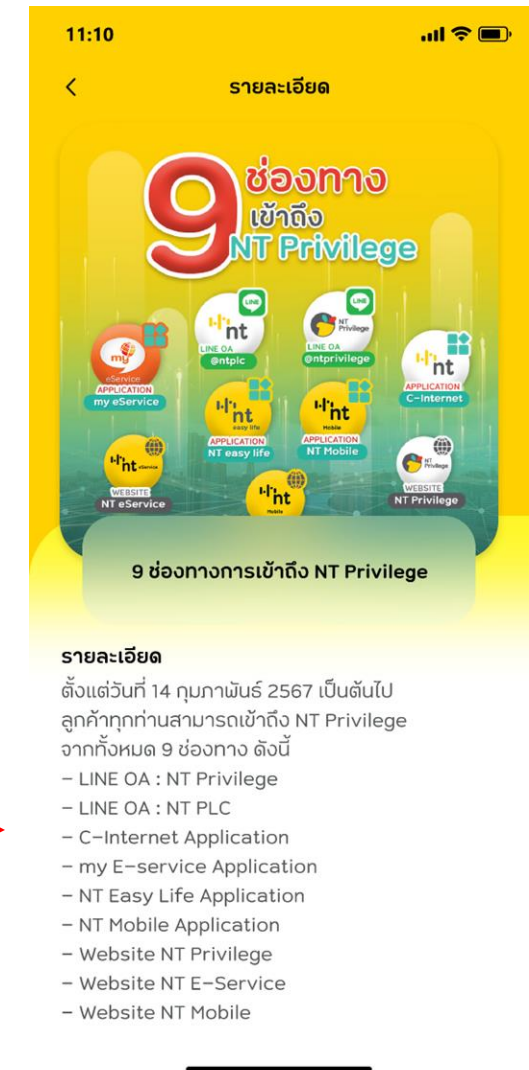 11:10
รายละเอียด
9 ช่องทาง
เข้าถึง
NT Privilege
LINE
LINE
nt
NT
Privilege
LINE OA
@ntplc
LINE OA
@ntprivilege
my
eService
APPLICATION
my eService
nt
APPLICATION
C-Internet
nt
easy life
APPLICATION
NT easy life
nt
Mobile
APPLICATION
NT Mobile
nt eService
WEBSITE
NT eService
nt
Mobile
NT
Privilege
WEBSITE
NT Privilege
9 ช่องทางการเข้าถึง NT Privilege
รายละเอียด
ตั้งแต่วันที่ 14 กุมภาพันธ์ 2567 เป็นต้นไป
ลูกค้าทุกท่านสามารถเข้าถึง NT Privilege
จากทั้งหมด 9 ช่องทาง ดังนี้
- LINE OA : NT Privilege
- LINE OA : NT PLC
- C-Internet Application
- my E-service Application
- NT Easy Life Application
- NT Mobile Application
- Website NT Privilege
- Website NT E-Service
- Website NT Mobile